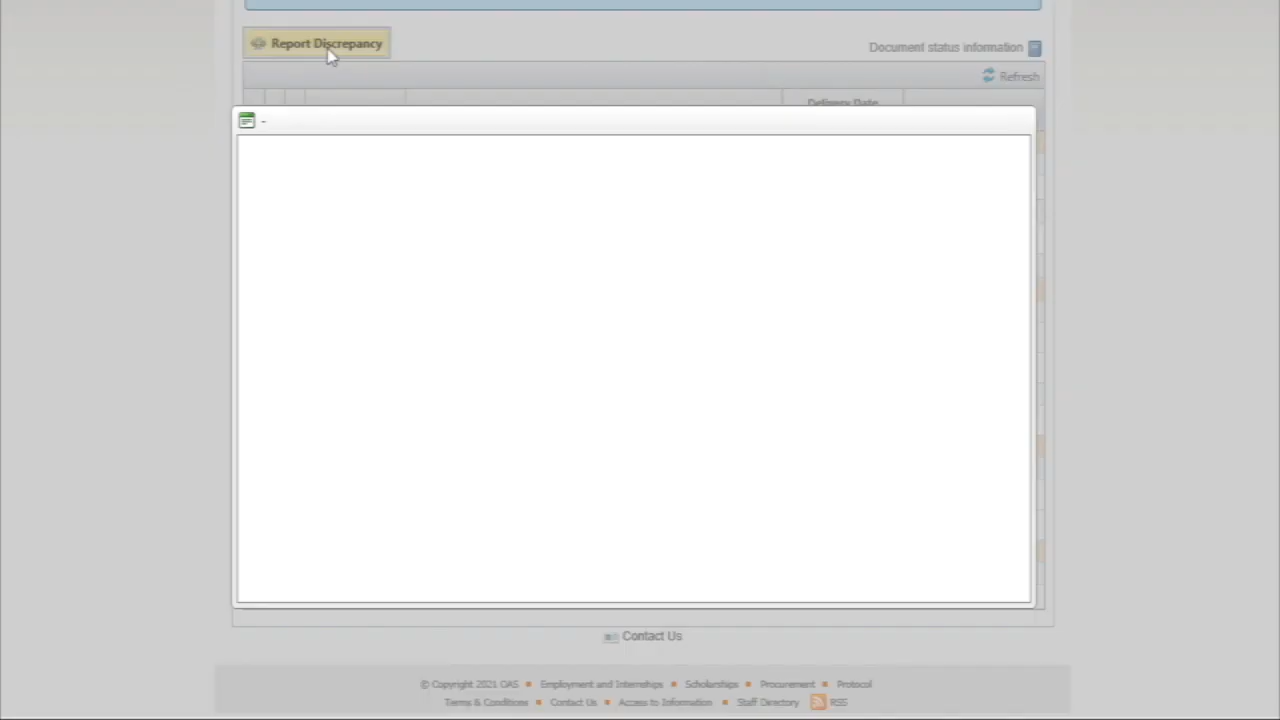 Report Discrepancy
Document status information
Refresh
Delivery Date
-
Contact Us
© Copyright 2021 OAS ■ Employment and Internships ■ Scholarships ■ Procurement ■ Protocol
Terms & Conditions ■ Contact Us ■ Access to Information ■ Staff Directory RSS